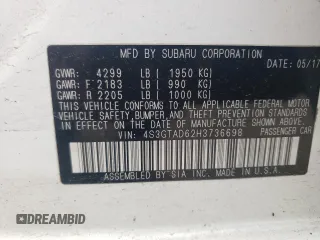 MFD. BY SUBARU CORPORATION
DATE: 05/17
GVWR: 4299 LB ( 1950 KG)
GAWR: F 2183 LB ( 990 KG)
GAWR: R 2205 LB ( 1000 KG)
THIS VEHICLE CONFORMS TO ALL APPLICABLE FEDERAL MOTOR
VEHICLE SAFETY, BUMPER, AND THEFT PREVENTION STANDARDS
IN EFFECT ON THE DATE OF MANUFACTURE SHOWN ABOVE.
VIN: 4S3GTAD62H3736698 PASSENGER CAR
ASSEMBLED BY SIA INC. MADE IN U.S.A.
© DREAMBID